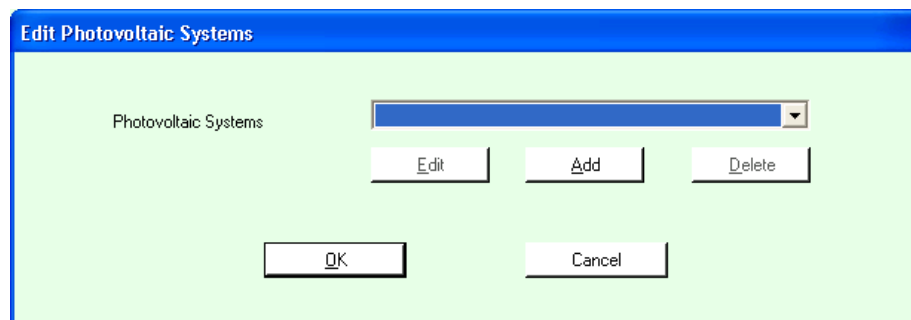 Edit Photovoltaic Systems
Photovoltaic Systems
Edit Add Delete
OK Cancel